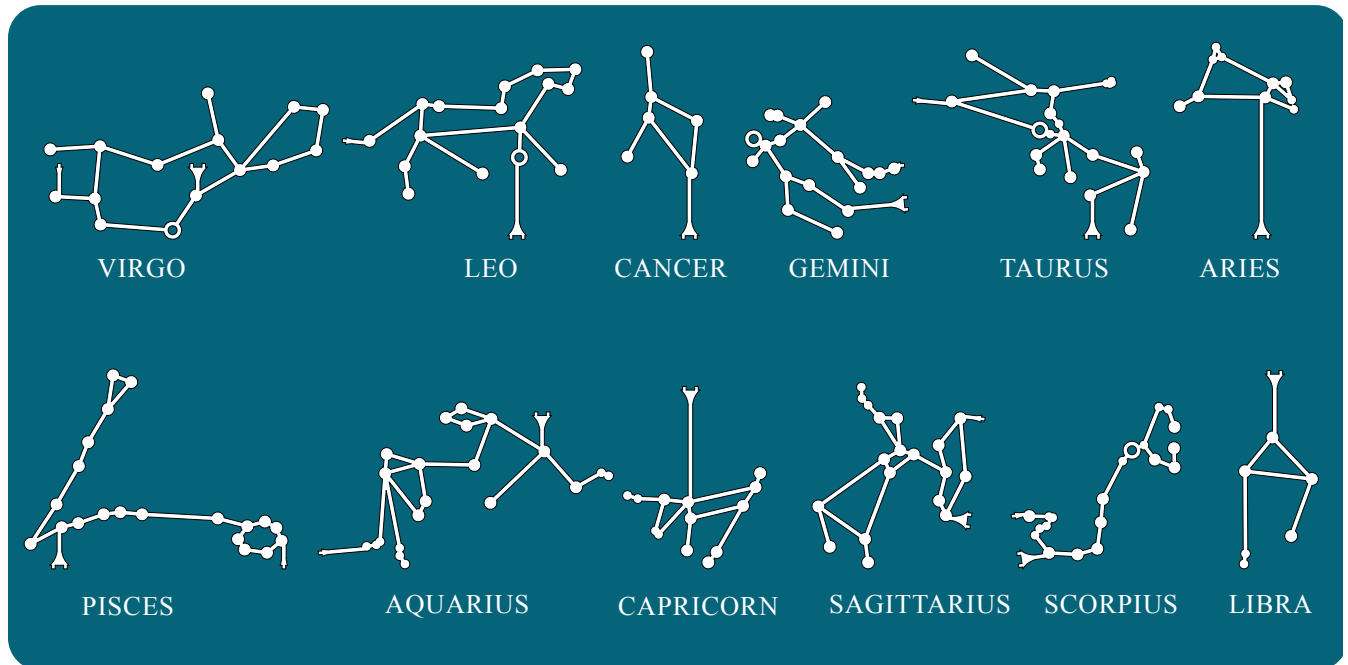 VIRGO LEO CANCER GEMINI TAURUS ARIES
PISCES AQUARIUS CAPRICORN SAGITTARIUS SCORPIUS LIBRA